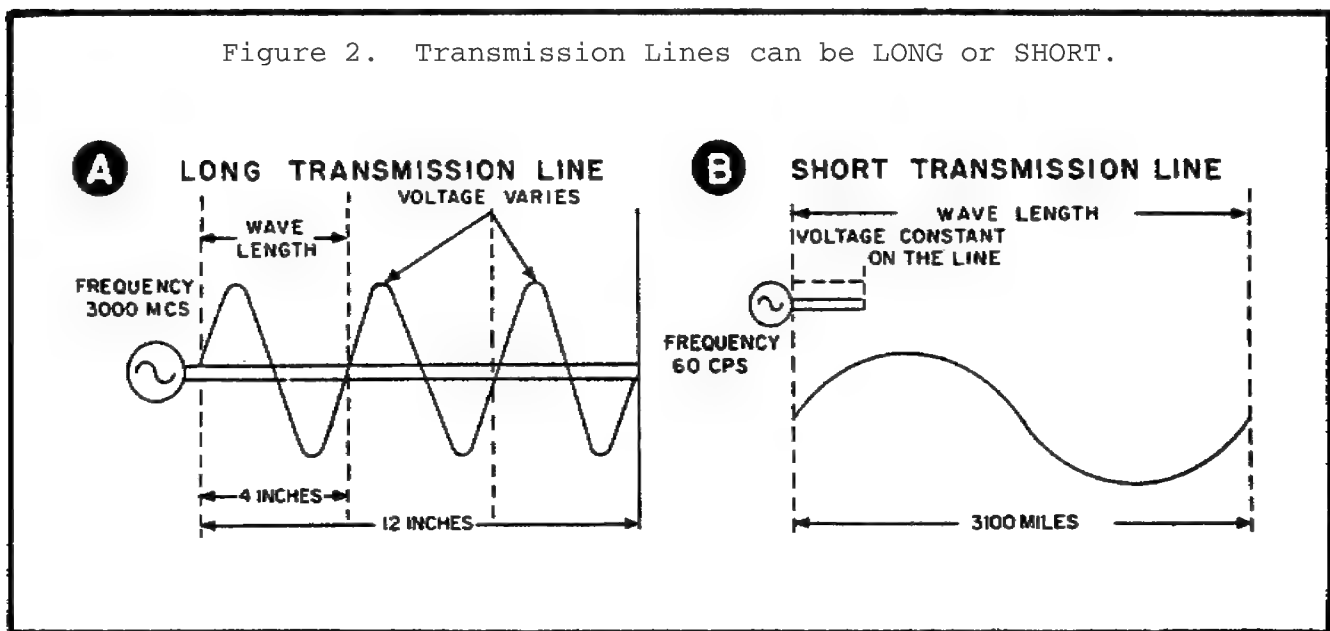 Figure 2. Transmission Lines can be LONG or SHORT.
A LONG TRANSMISSION LINE
VOLTAGE VARIES
WAVE
LENGTH
FREQUENCY
3000 MCS
4 INCHES
12 INCHES
B SHORT TRANSMISSION LINE
WAVE LENGTH
VOLTAGE CONSTANT
ON THE LINE
FREQUENCY
60 CPS
3100 MILES